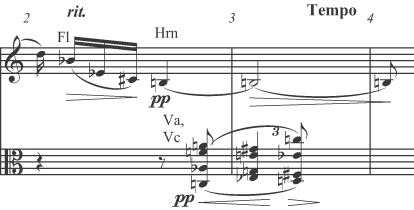 2 rit. 3 Tempo 4
Fl Hrn
pp
Va,
Vc 3
pp